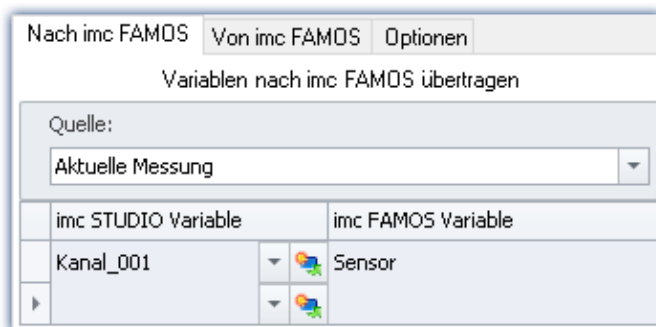 Nach imc FAMOS Von imc FAMOS Optionen
Variablen nach imc FAMOS übertragen
Quelle:
Aktuelle Messung
imc STUDIO Variable imc FAMOS Variable
Kanal_001 Sensor